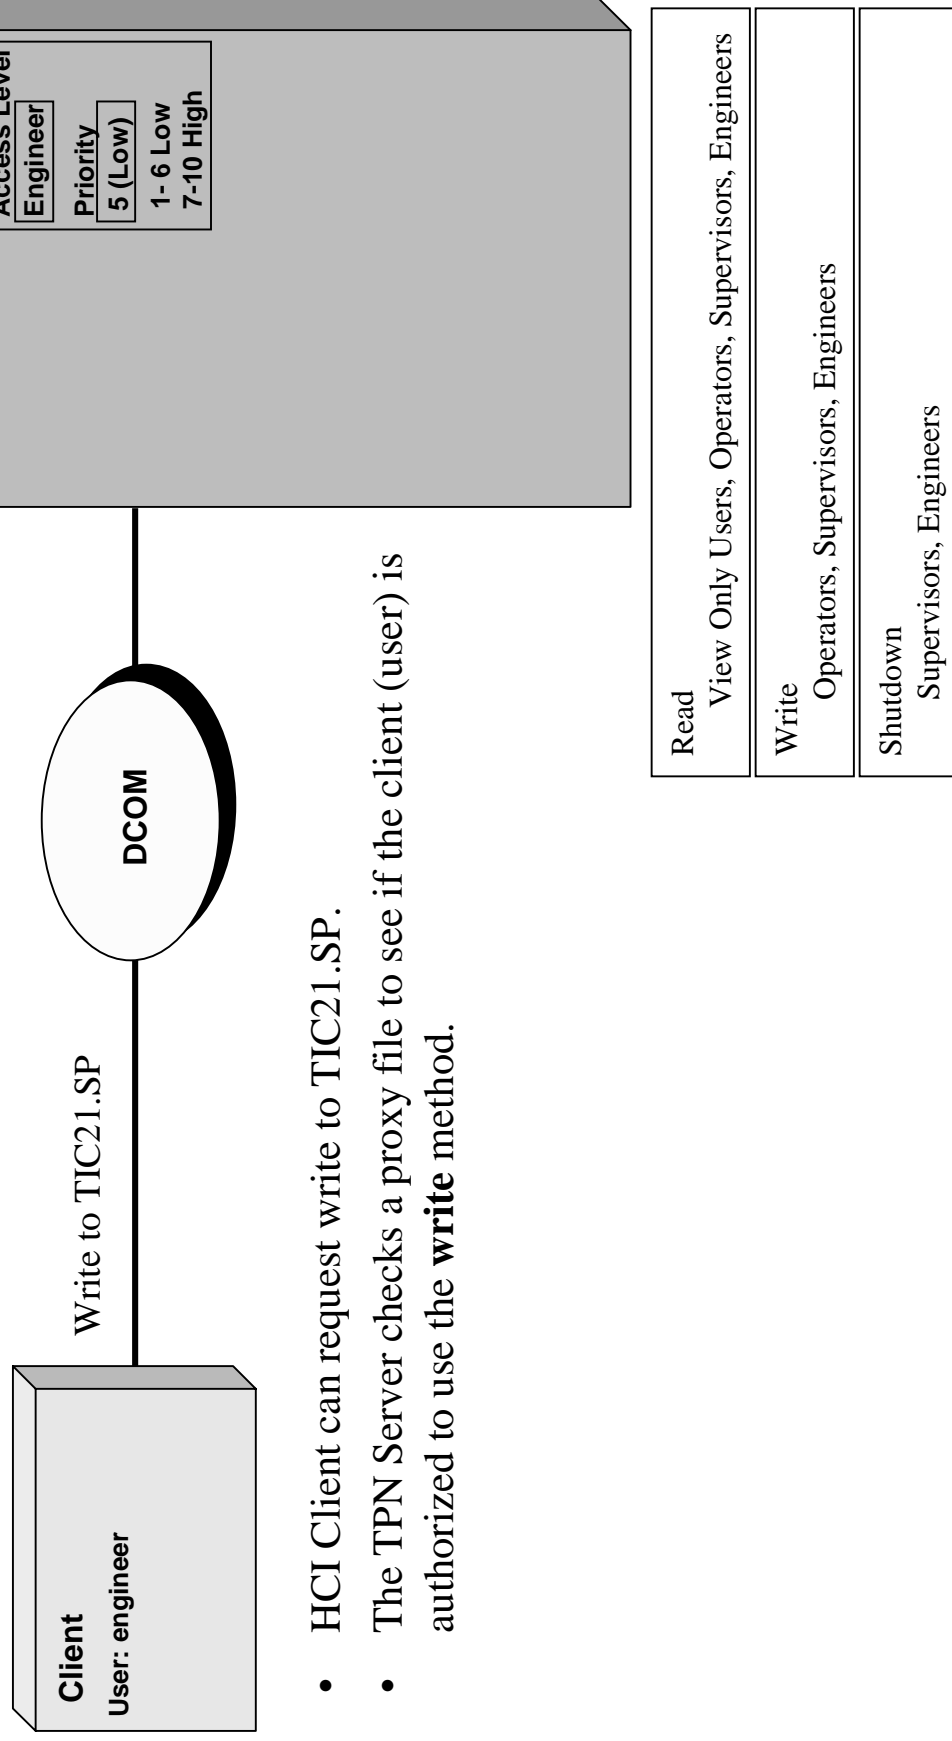 Access Level
Engineer
Priority
5 (Low)
1- 6 Low
7-10 High
Write to TIC21.SP
DCOM
Client
User: engineer
• HCI Client can request write to TIC21.SP.
• The TPN Server checks a proxy file to see if the client (user) is
authorized to use the write method.
Read
View Only Users, Operators, Supervisors, Engineers
Write
Operators, Supervisors, Engineers
Shutdown
Supervisors, Engineers